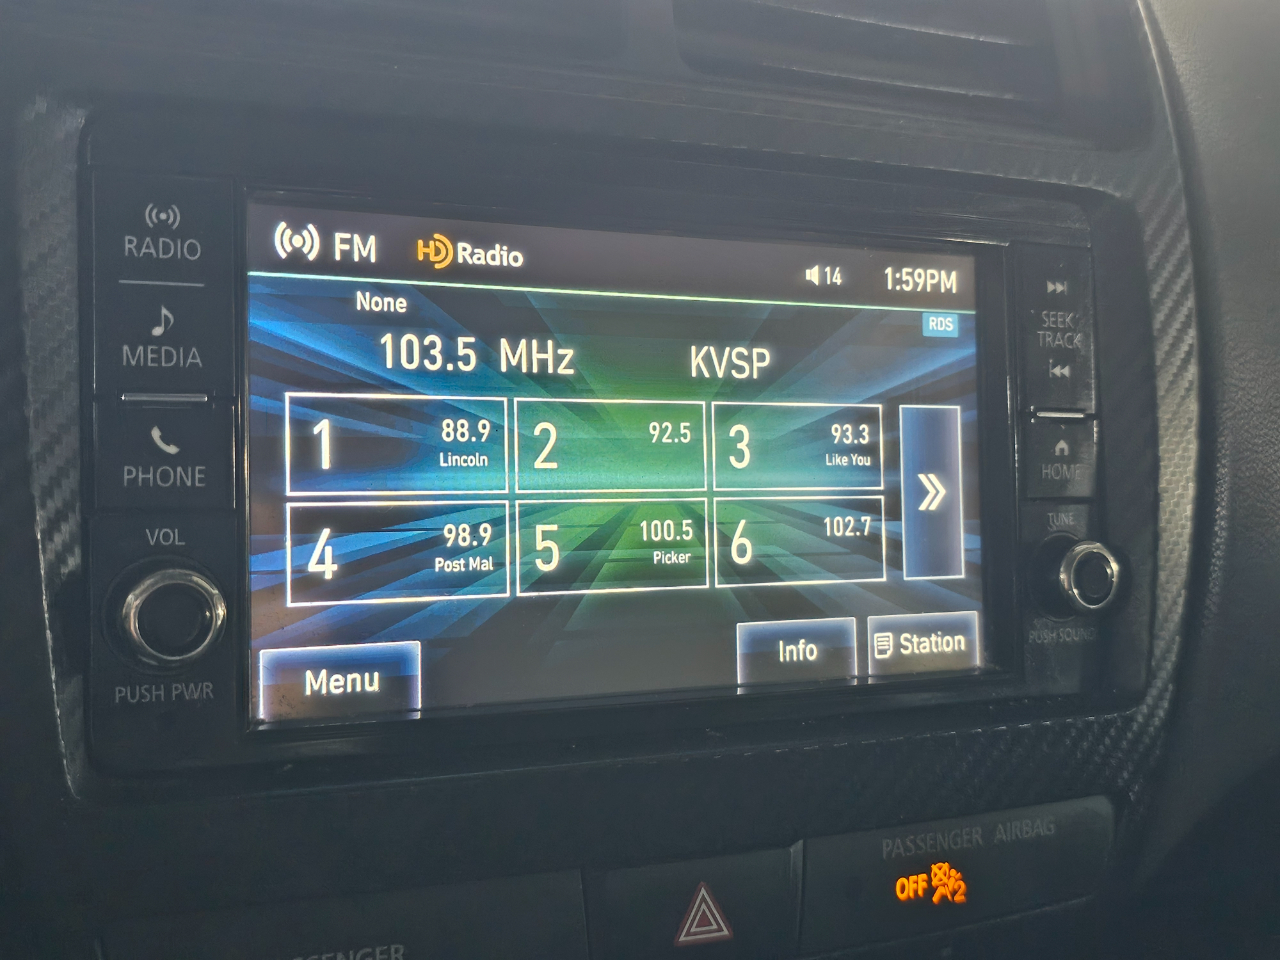 RADIO
MEDIA
PHONE
VOL
PUSH PWR
FM HD Radio 14 1:59PM
None
RDS
103.5 MHz KVSP
1 88.9 Lincoln
2 92.5
3 93.3 Like You
4 98.9 Post Mal
5 100.5 Picker
6 102.7
Menu
Info
Station
SEEK
TRACK
HOME
TUNE
PUSH SOUND
PASSENGER AIRBAG
OFF 2